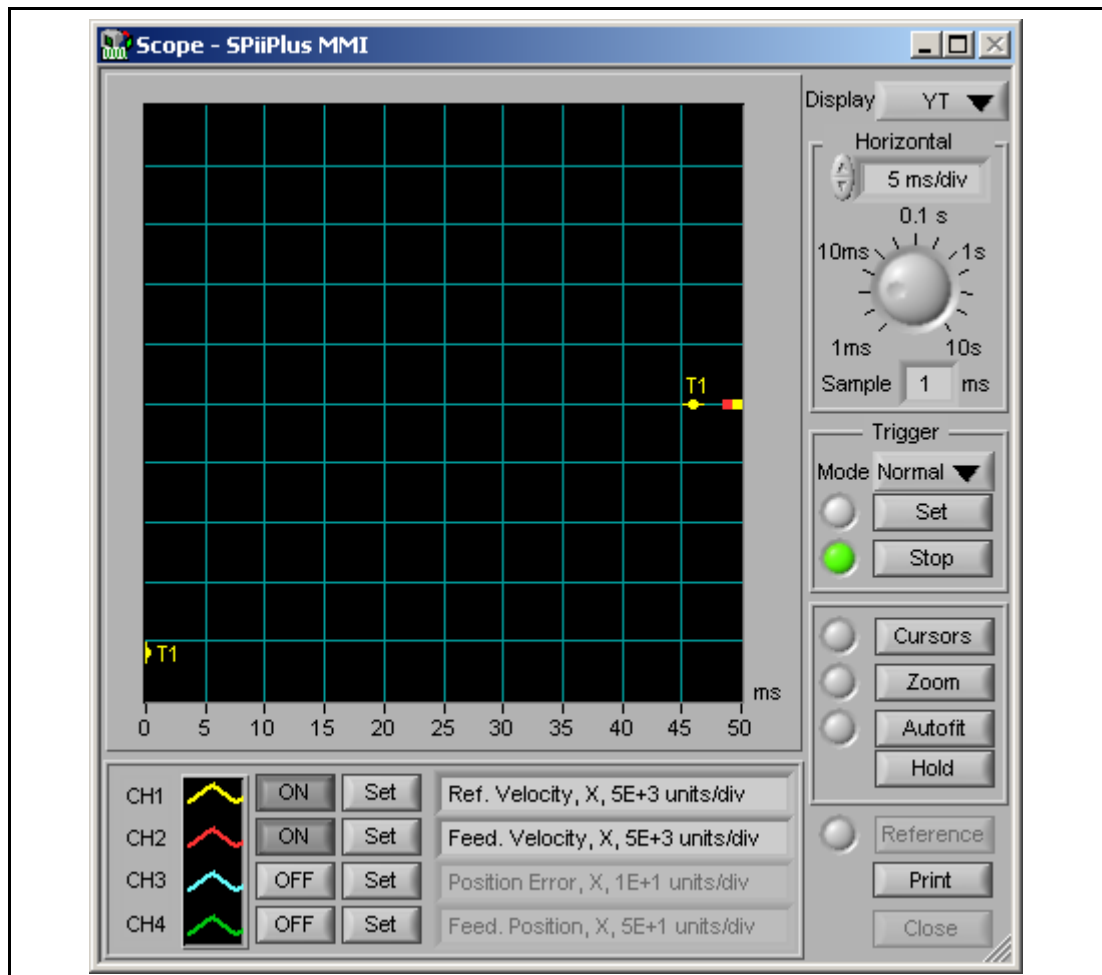 Scope - SPiiPlus MMI
Display YT
Horizontal
5 ms/div
0.1 s
10ms 1s
1ms 10s
Sample 1 ms
Trigger
Mode Normal
Set
Stop
Cursors
Zoom
Autofit
Hold
Reference
Print
Close
T1
T1
ms
0 5 10 15 20 25 30 35 40 45 50
CH1 ON Set Ref. Velocity, X, 5E+3 units/div
CH2 ON Set Feed. Velocity, X, 5E+3 units/div
CH3 OFF Set Position Error, X, 1E+1 units/div
CH4 OFF Set Feed. Position, X, 5E+1 units/div